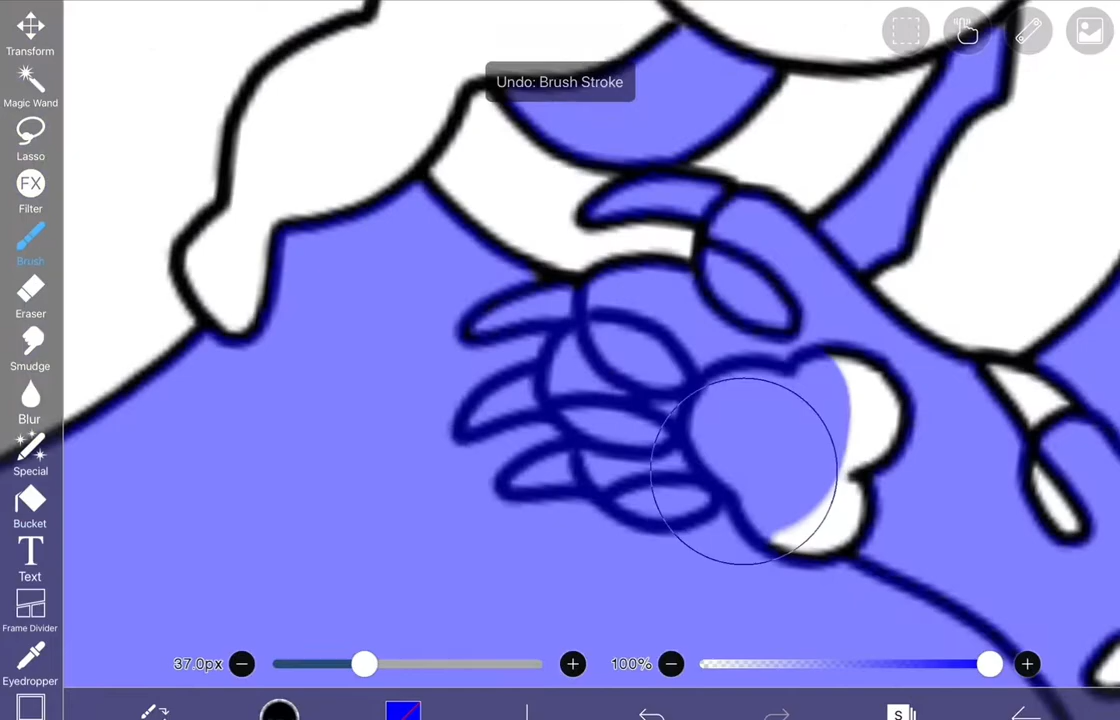 Transform
Magic Wand
Lasso
FX
Filter
Brush
Eraser
Smudge
Blur
Special
Bucket
T
Text
Frame Divider
Eyedropper
Undo: Brush Stroke
37.0px
100%
S